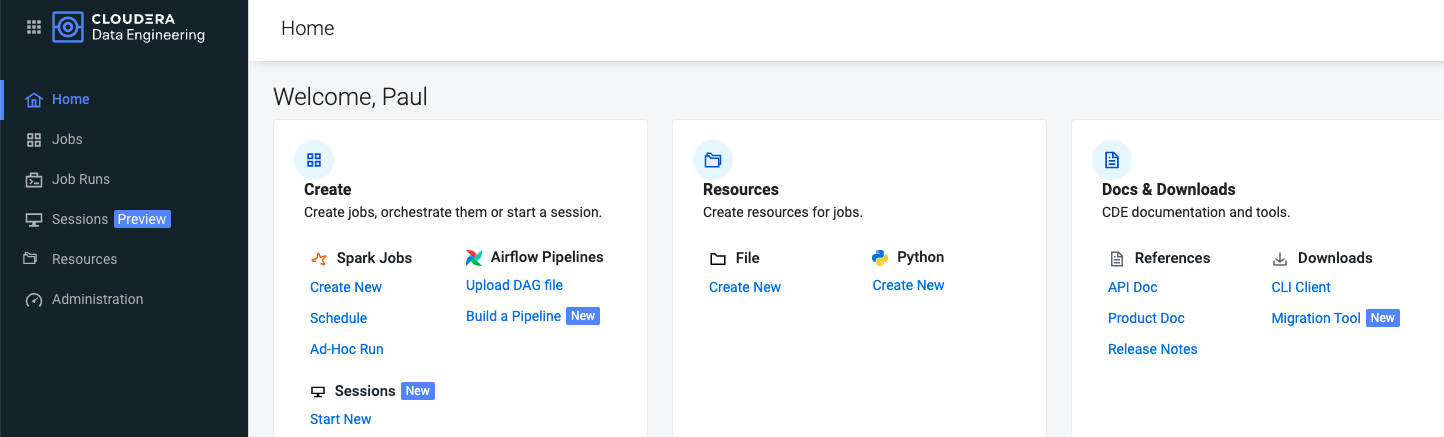 CLOUDERA
Data Engineering
Home
Jobs
Job Runs
Sessions Preview
Resources
Administration
Home
Welcome, Paul
Create
Create jobs, orchestrate them or start a session.
Spark Jobs
Create New
Schedule
Ad-Hoc Run
Airflow Pipelines
Upload DAG file
Build a Pipeline New
Sessions New
Start New
Resources
Create resources for jobs.
File
Create New
Python
Create New
Docs & Downloads
CDE documentation and tools.
References
API Doc
Product Doc
Release Notes
Downloads
CLI Client
Migration Tool New